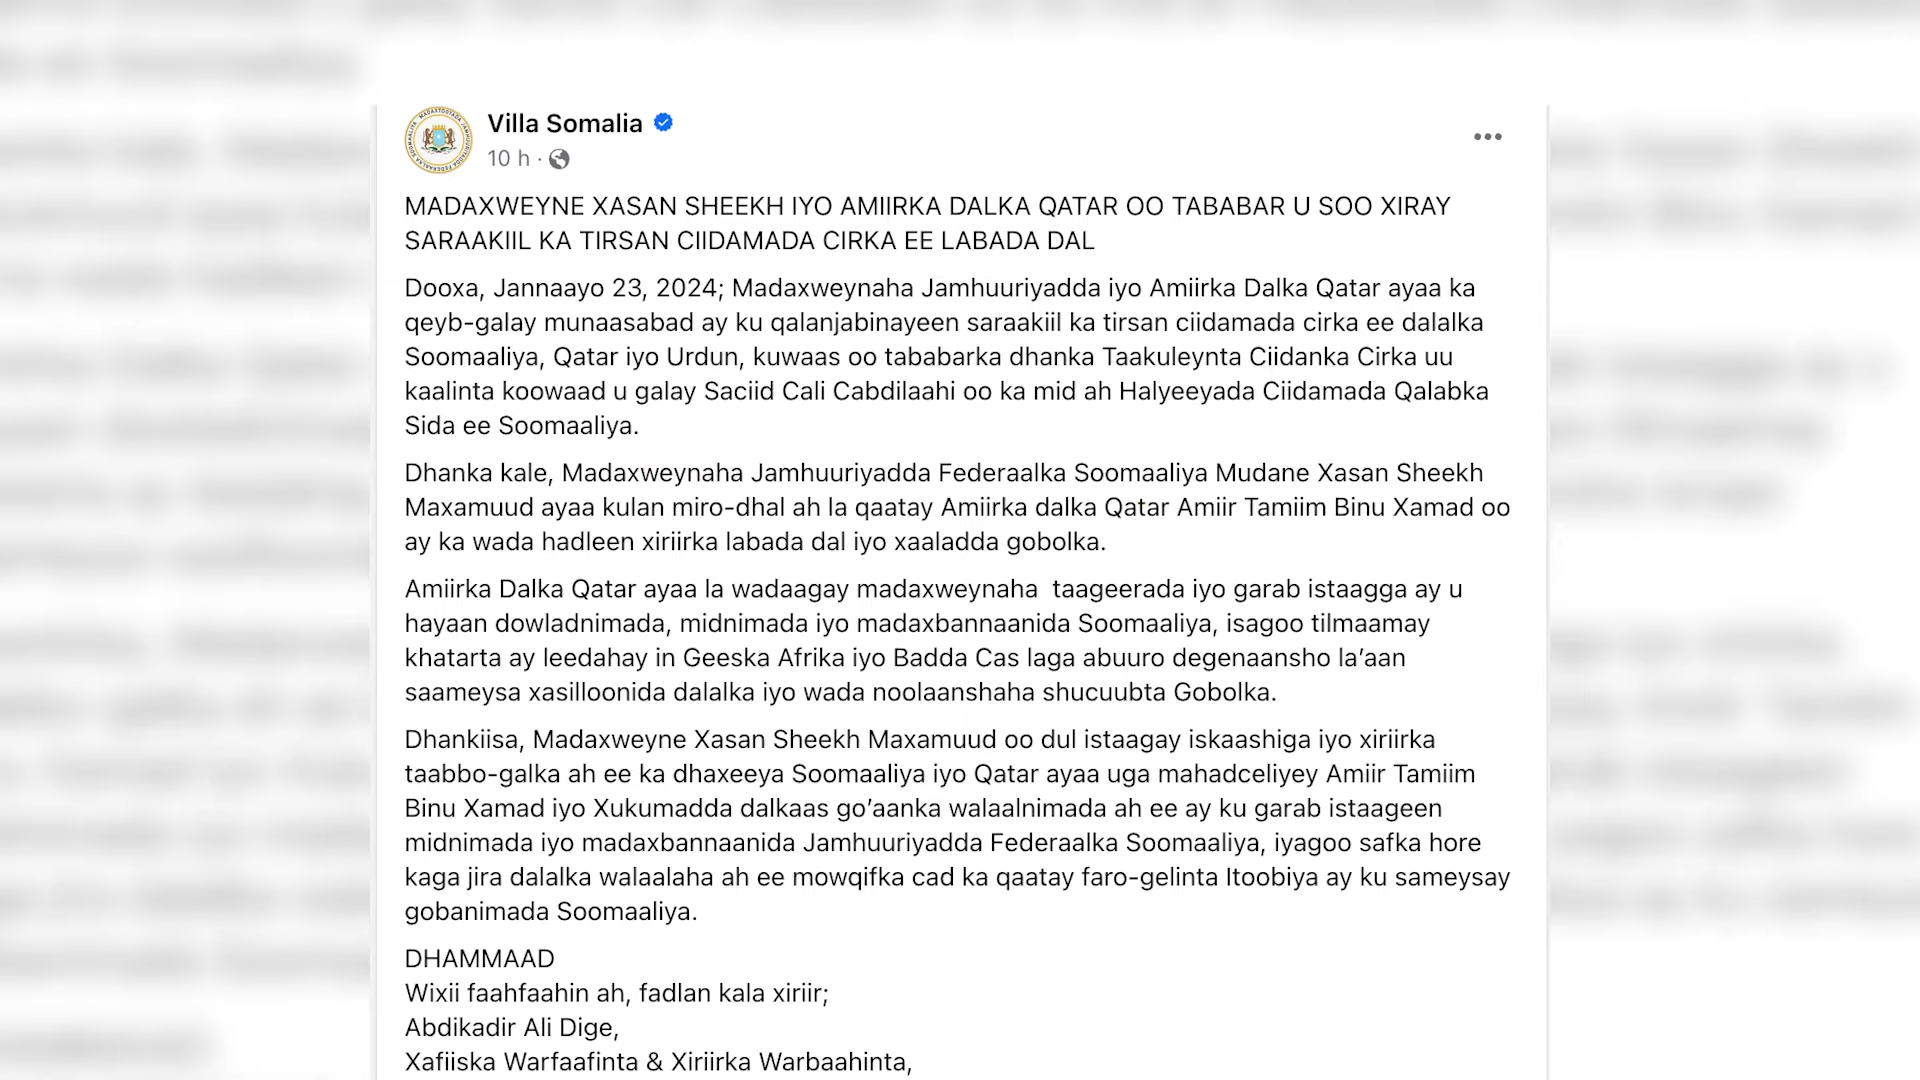 Villa Somalia
10 h ·
MADAXWEYNE XASAN SHEEKH IYO AMIIRKA DALKA QATAR OO TABABAR U SOO XIRAY
SARAAKIIL KA TIRSAN CIIDAMADA CIRKA EE LABADA DAL
Dooxa, Jannaayo 23, 2024; Madaxweynaha Jamhuuriyadda iyo Amiirka Dalka Qatar ayaa ka
qeyb-galay munaasabad ay ku qalanjabinayeen saraakiil ka tirsan ciidamada cirka ee dalalka
Soomaaliya, Qatar iyo Urdun, kuwaas oo tababarka dhanka Taakuleynta Ciidanka Cirka uu
kaalinta koowaad u galay Saciid Cali Cabdilaahi oo ka mid ah Halyeeyada Ciidamada Qalabka
Sida ee Soomaaliya.
Dhanka kale, Madaxweynaha Jamhuuriyadda Federaalka Soomaaliya Mudane Xasan Sheekh
Maxamuud ayaa kulan miro-dhal ah la qaatay Amiirka dalka Qatar Amiir Tamiim Binu Xamad oo
ay ka wada hadleen xiriirka labada dal iyo xaaladda gobolka.
Amiirka Dalka Qatar ayaa la wadaagay madaxweynaha  taageerada iyo garab istaagga ay u
hayaan dowladnimada, midnimada iyo madaxbannaanida Soomaaliya, isagoo tilmaamay
khatarta ay leedahay in Geeska Afrika iyo Badda Cas laga abuuro degenaansho la’aan
saameysa xasilloonida dalalka iyo wada noolaanshaha shucuubta Gobolka.
Dhankiisa, Madaxweyne Xasan Sheekh Maxamuud oo dul istaagay iskaashiga iyo xiriirka
taabbo-galka ah ee ka dhaxeeya Soomaaliya iyo Qatar ayaa uga mahadceliyey Amiir Tamiim
Binu Xamad iyo Xukumadda dalkaas go’aanka walaalnimada ah ee ay ku garab istaageen
midnimada iyo madaxbannaanida Jamhuuriyadda Federaalka Soomaaliya, iyagoo safka hore
kaga jira dalalka walaalaha ah ee mowqifka cad ka qaatay faro-gelinta Itoobiya ay ku sameysay
gobanimada Soomaaliya.
DHAMMAAD
Wixii faahfaahin ah, fadlan kala xiriir;
Abdikadir Ali Dige,
Xafiiska Warfaafinta & Xiriirka Warbaahinta,